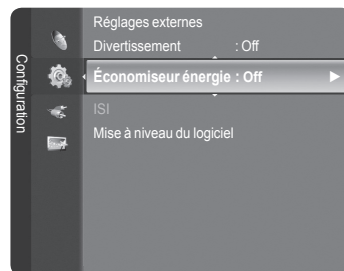 Configuration
Réglages externes
Divertissement : Off
Économiseur énergie : Off
ISI
Mise à niveau du logiciel